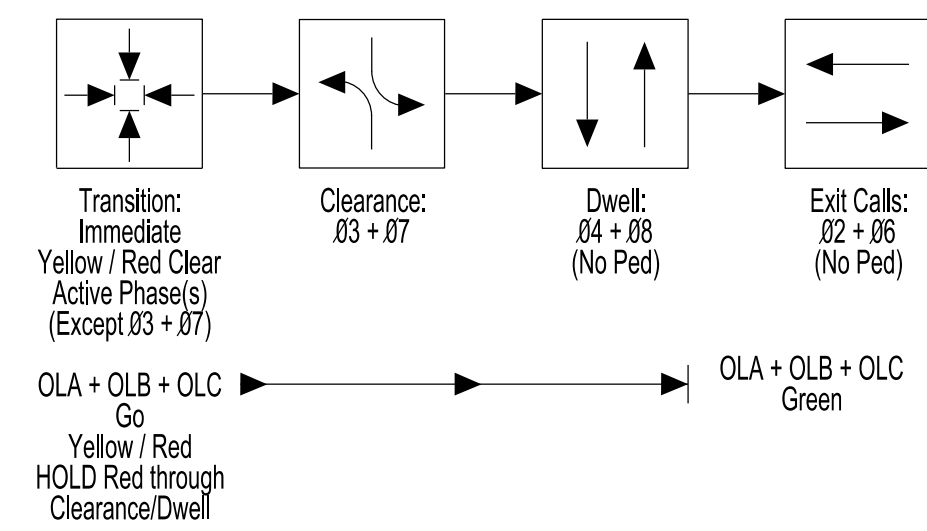 Transition:
Immediate
Yellow / Red Clear
Active Phase(s)
(Except Ø3 + Ø7)
Clearance:
Ø3 + Ø7
Dwell:
Ø4 + Ø8
(No Ped)
Exit Calls:
Ø2 + Ø6
(No Ped)
OLA + OLB + OLC
Go
Yellow / Red
HOLD Red through
Clearance/Dwell
OLA + OLB + OLC
Green